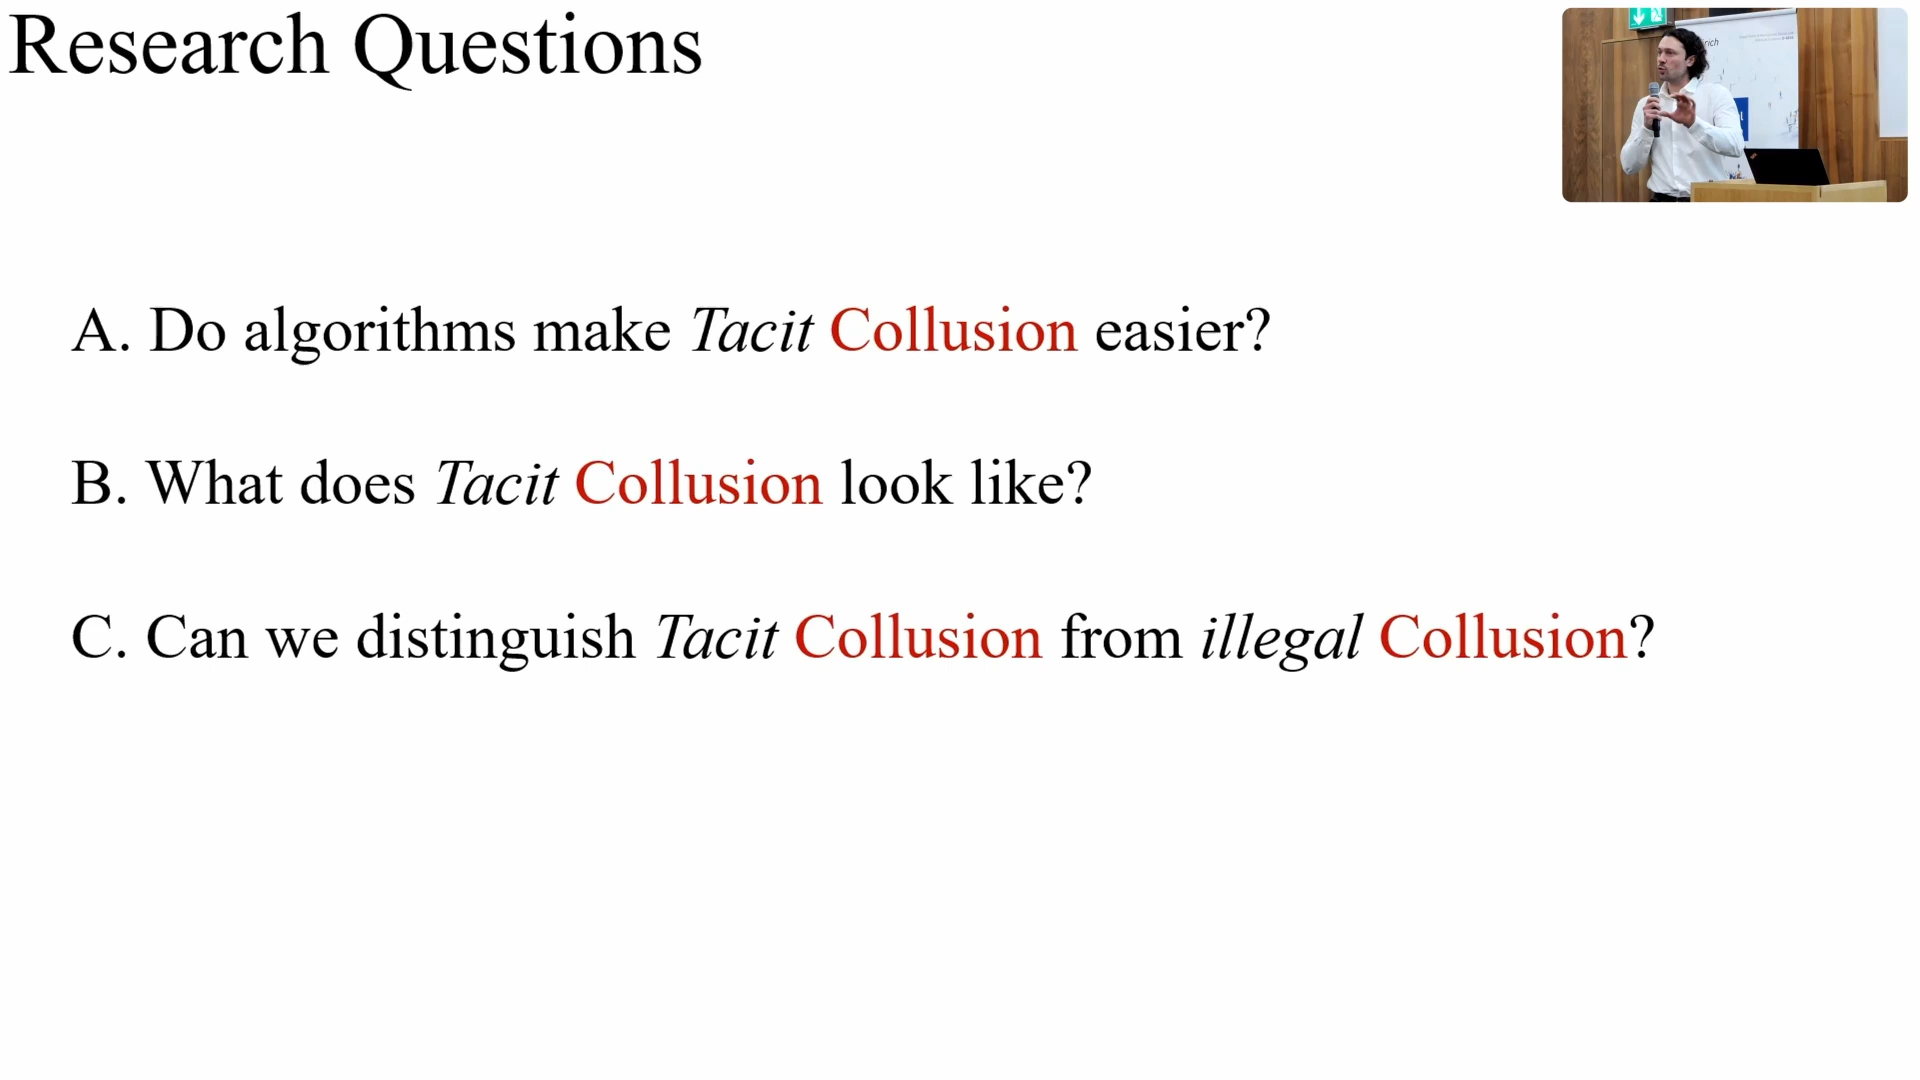 Research Questions
rich
A. Do algorithms make Tacit Collusion easier?
B. What does Tacit Collusion look like?
C. Can we distinguish Tacit Collusion from illegal Collusion?